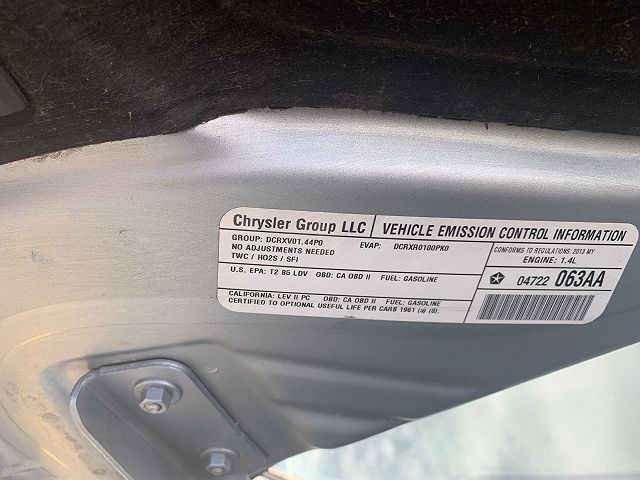 Chrysler Group LLC
VEHICLE EMISSION CONTROL INFORMATION
GROUP: DCRXV01.44P0 EVAP: DCRXR0100PK0
NO ADJUSTMENTS NEEDED
TWC / HO2S / SFI
CONFORMS TO REGULATIONS: 2013 MY
ENGINE: 1.4L
U.S. EPA: T2 B5 LDV OBD: CA OBD II FUEL: GASOLINE
04722 063AA
CALIFORNIA: LEV II PC OBD: CA OBD II FUEL: GASOLINE
CERTIFIED TO OPTIONAL USEFUL LIFE PER CARB 1961 (a) (8).